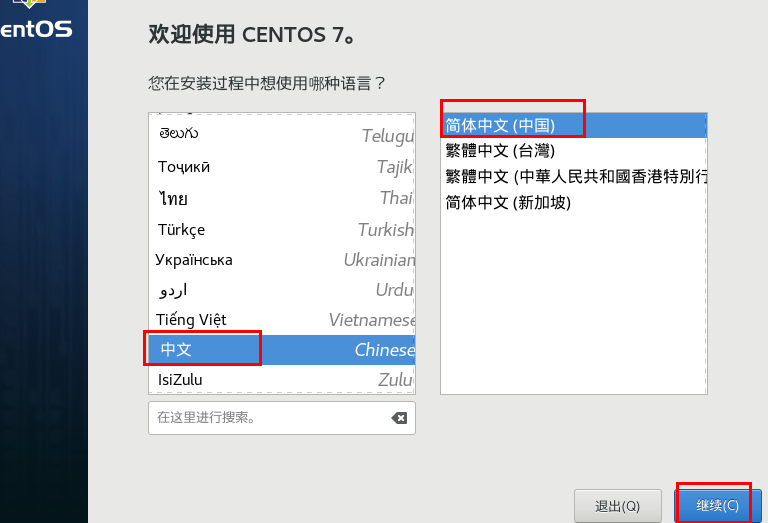 entOS
欢迎使用 CENTOS 7。
您在安装过程中想使用哪种语言？
తెలుగు Telugu
Тоҷикӣ Tajik
ไทย Thai
Türkçe Turkish
Українська Ukrainian
اردو Urdu
Tiếng Việt Vietnamese
中文 Chinese
IsiZulu Zulu
简体中文 (中国)
繁體中文 (台灣)
繁體中文 (中華人民共和國香港特別行
简体中文 (新加坡)
在这里进行搜索。
退出(Q)
继续(C)